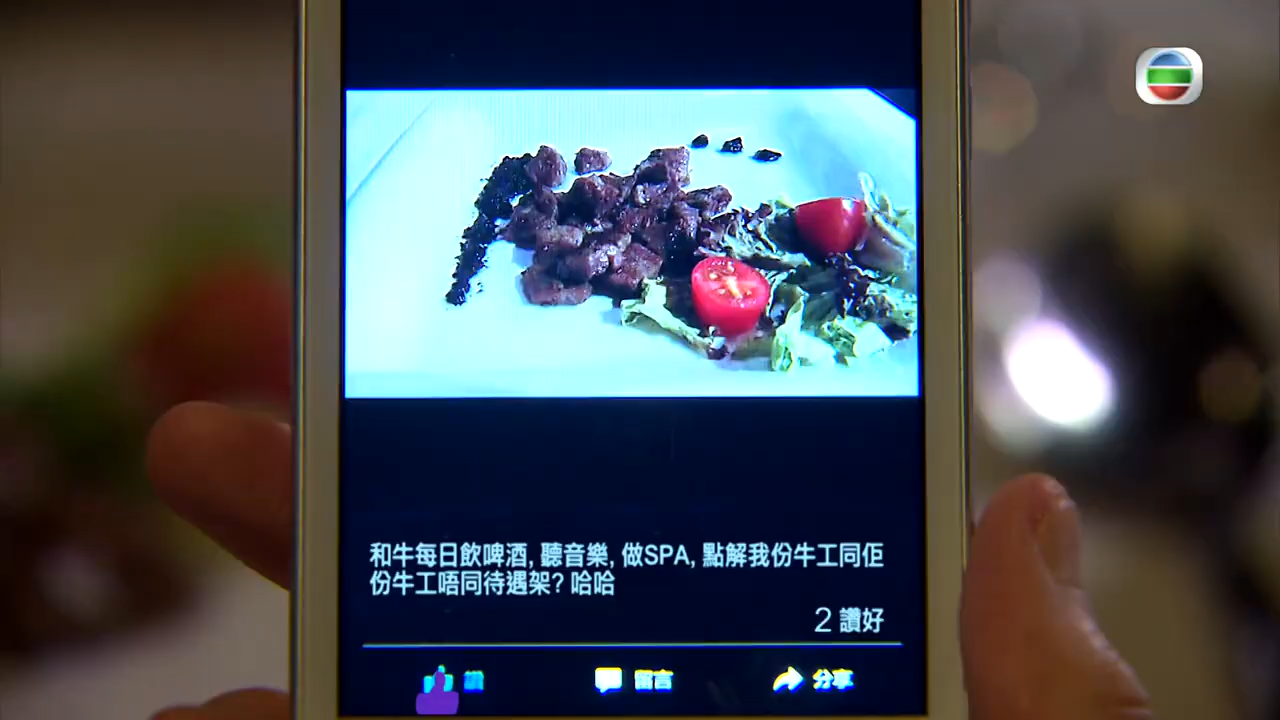 和牛每日飲啤酒, 聽音樂, 做SPA, 點解我份牛工同佢
份牛工唔同待遇架? 哈哈
2 讚好
讚 留言 分享